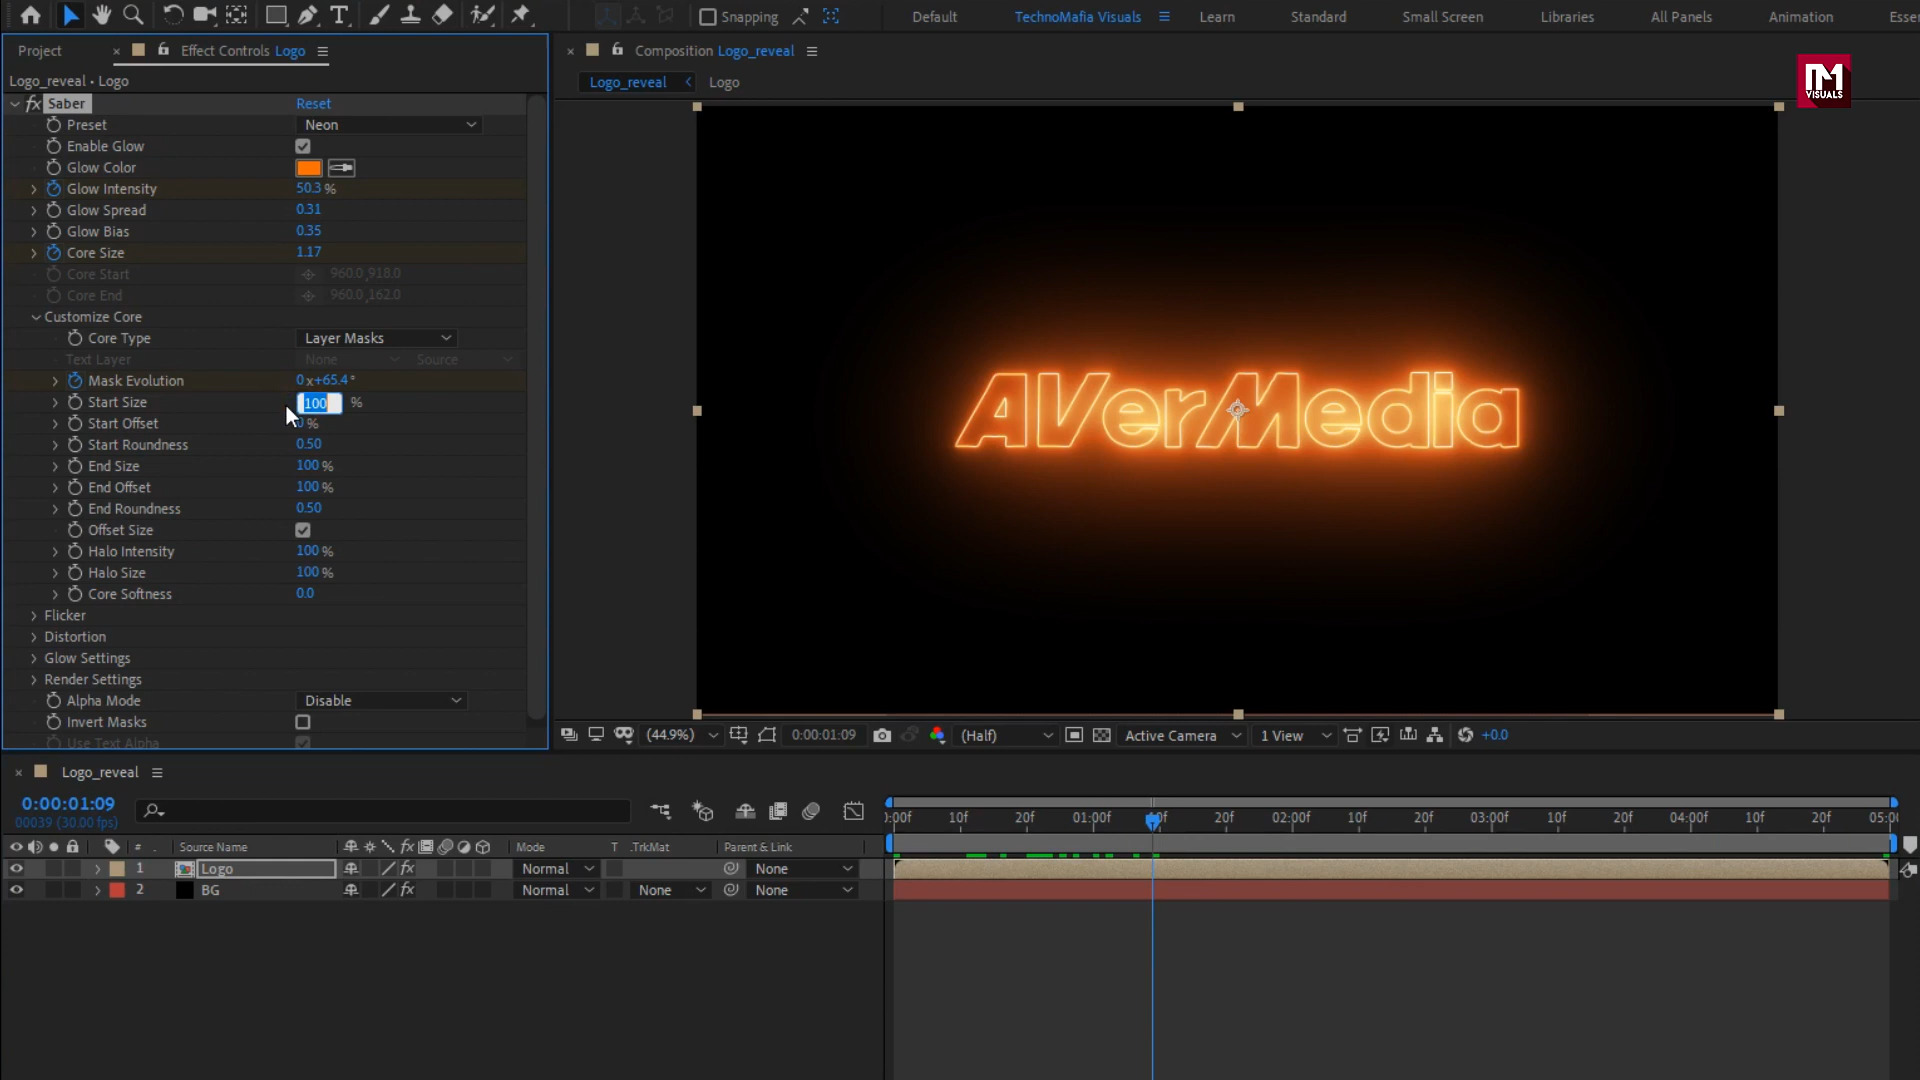 Snapping
Default
TechnoMafia Visuals
Learn
Standard
Small Screen
Libraries
All Panels
Animation
Esse
Project
Effect Controls Logo
Composition Logo_reveal
Logo_reveal • Logo
Logo_reveal
Logo
VISUALS
fx Saber
Reset
Preset
Neon
Enable Glow
Glow Color
Glow Intensity
50.3 %
Glow Spread
0.31
Glow Bias
0.35
Core Size
1.17
Core Start
960.0,918.0
Core End
960.0,162.0
Customize Core
Core Type
Layer Masks
Text Layer
None
Source
Mask Evolution
0x+65.4°
Start Size
100 %
Start Offset
0 %
Start Roundness
0.50
End Size
100 %
End Offset
100 %
End Roundness
0.50
Offset Size
Halo Intensity
100 %
Halo Size
100 %
Core Softness
0.0
Flicker
Distortion
Glow Settings
Render Settings
Alpha Mode
Disable
Invert Masks
Use Text Alpha
AVerMedia
(44.9%)
0:00:01:09
(Half)
Active Camera
1 View
+0.0
Logo_reveal
0:00:01:09
00039 (30.00 fps)
:00f 10f 20f 01:00f 20f 02:00f 10f 20f 03:00f 10f 20f 04:00f 10f 20f 05:00
# Source Name fx Mode T .TrkMat Parent & Link
1 Logo fx Normal None
2 BG fx Normal None None